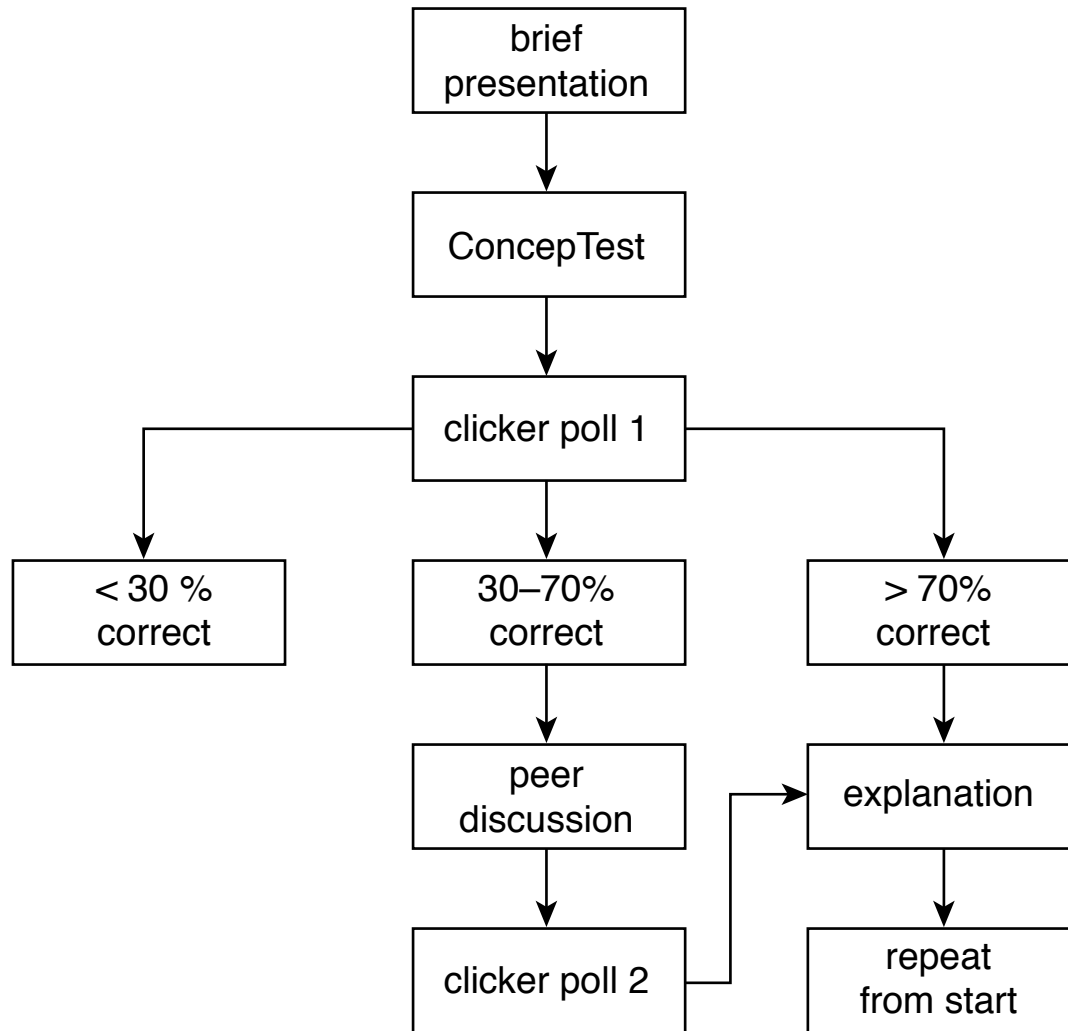 brief
presentation
ConcepTest
clicker poll 1
< 30 %
correct
30–70%
correct
> 70%
correct
peer
discussion
explanation
clicker poll 2
repeat
from start